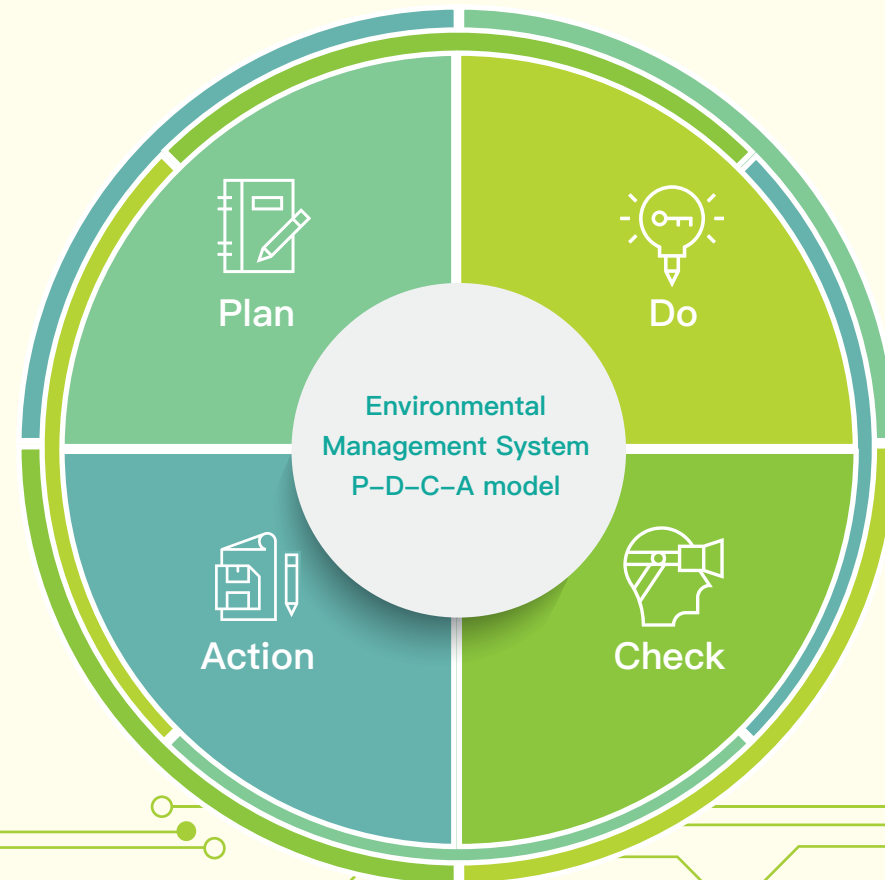 Plan
Do
Environmental
Management System
P–D–C–A model
Action
Check